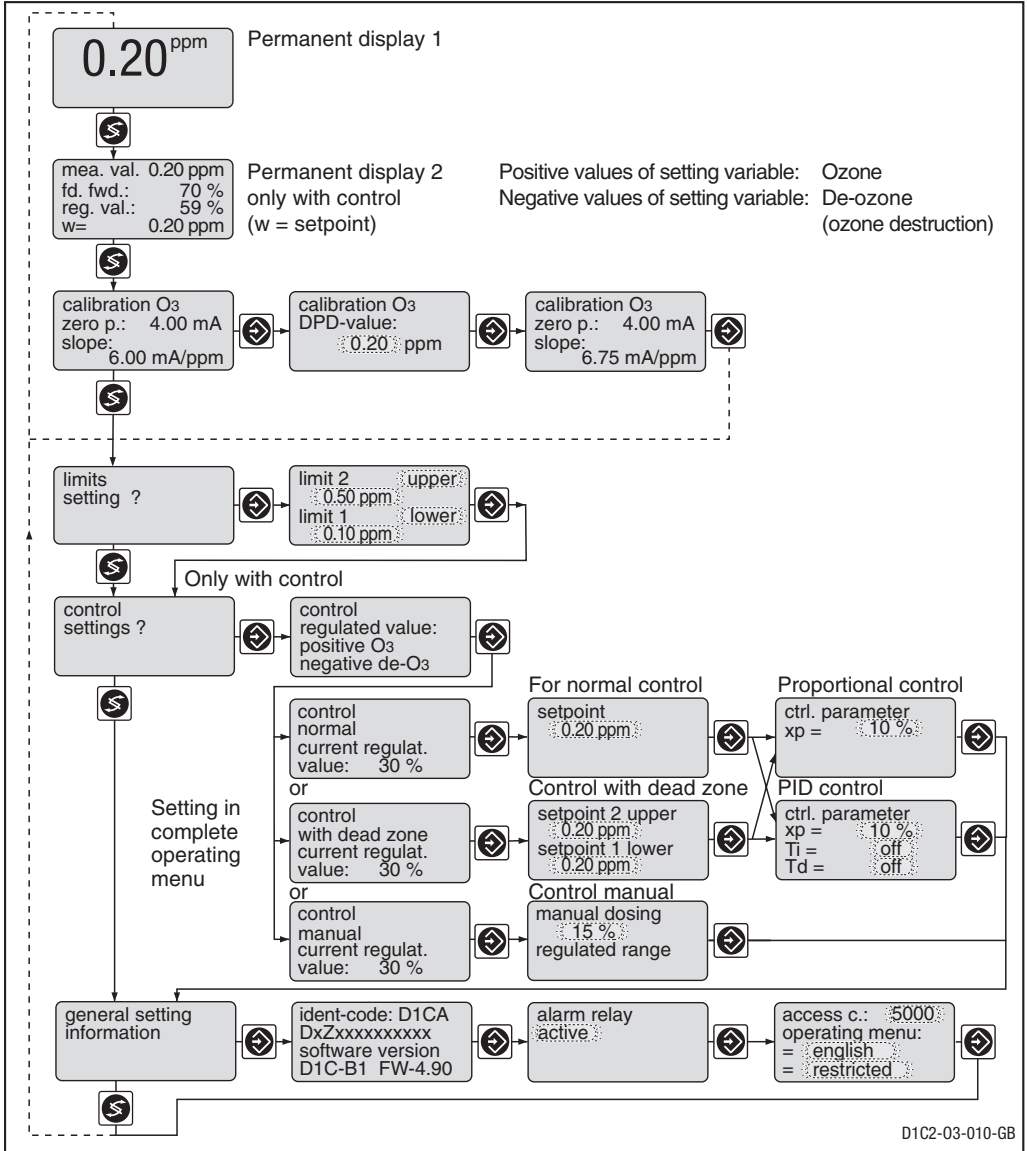 0.20 ppm
Permanent display 1
mea. val. 0.20 ppm
fd. fwd.: 70 %
reg. val.: 59 %
w= 0.20 ppm
Permanent display 2
only with control
(w = setpoint)
Positive values of setting variable: Ozone
Negative values of setting variable: De-ozone
(ozone destruction)
calibration O3
zero p.: 4.00 mA
slope:
6.00 mA/ppm
calibration O3
DPD-value:
0.20 ppm
calibration O3
zero p.: 4.00 mA
slope:
6.75 mA/ppm
limits
setting ?
limit 2 upper
0.50 ppm
limit 1 lower
0.10 ppm
Only with control
control
settings ?
control
regulated value:
positive O3
negative de-O3
Setting in
complete
operating
menu
control
normal
current regulat.
value: 30 %
For normal control
setpoint
0.20 ppm
Proportional control
ctrl. parameter
xp = 10 %
or
control
with dead zone
current regulat.
value: 30 %
Control with dead zone
setpoint 2 upper
0.20 ppm
setpoint 1 lower
0.20 ppm
PID control
ctrl. parameter
xp = 10 %
Ti = off
Td = off
or
control
manual
current regulat.
value: 30 %
Control manual
manual dosing
15 %
regulated range
general setting
information
ident-code: D1CA
DxZxxxxxxxxxx
software version
D1C-B1 FW-4.90
alarm relay
active
access c.: 5000
operating menu:
= english
= restricted
D1C2-03-010-GB